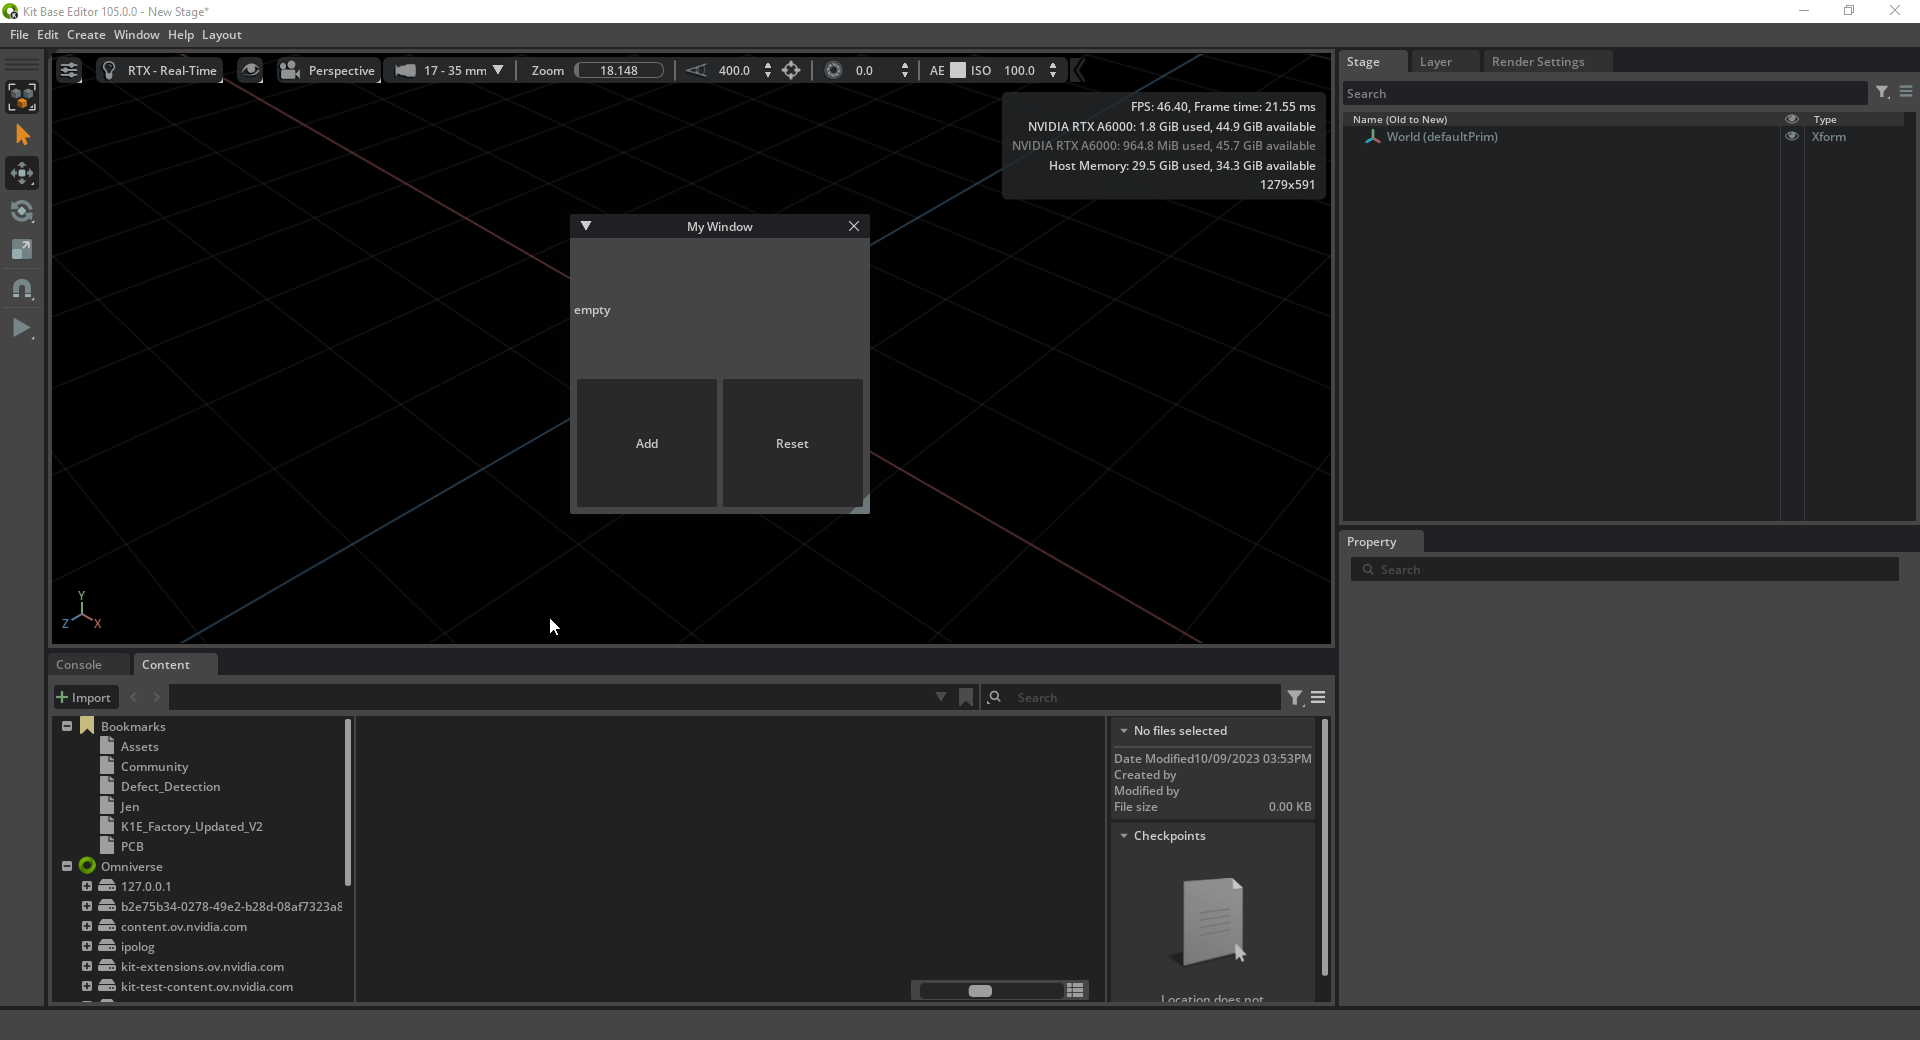 Kit Base Editor 105.0.0 - New Stage*
File Edit Create Window Help Layout
RTX - Real-Time Perspective 17 - 35 mm Zoom 18.148 400.0 0.0 AE ISO 100.0
FPS: 46.40, Frame time: 21.55 ms
NVIDIA RTX A6000: 1.8 GiB used, 44.9 GiB available
NVIDIA RTX A6000: 964.8 MiB used, 45.7 GiB available
Host Memory: 29.5 GiB used, 34.3 GiB available
1279x591
My Window
empty
Add Reset
Y
Z X
Stage Layer Render Settings
Search
Name (Old to New) Type
World (defaultPrim) Xform
Property
Search
Console Content
Import Search
Bookmarks
Assets
Community
Defect_Detection
Jen
K1E_Factory_Updated_V2
PCB
Omniverse
127.0.0.1
b2e75b34-0278-49e2-b28d-08af7323a8
content.ov.nvidia.com
ipolog
kit-extensions.ov.nvidia.com
kit-test-content.ov.nvidia.com
No files selected
Date Modified10/09/2023 03:53PM
Created by
Modified by
File size 0.00 KB
Checkpoints
Location does not